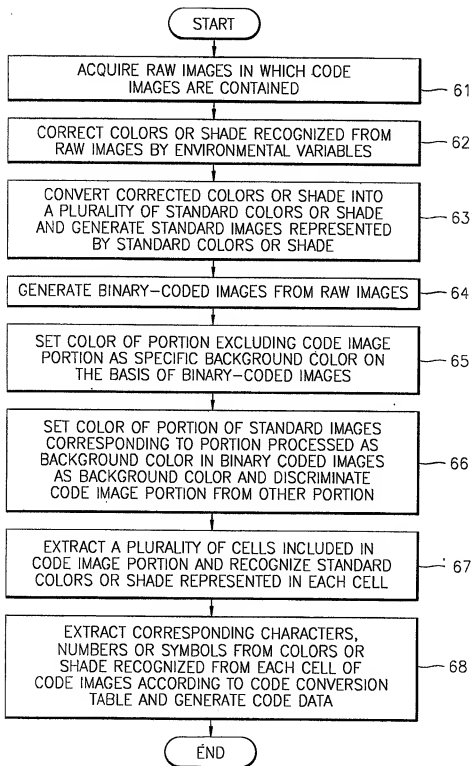 START
ACQUIRE RAW IMAGES IN WHICH CODE
IMAGES ARE CONTAINED
61
CORRECT COLORS OR SHADE RECOGNIZED FROM
RAW IMAGES BY ENVIRONMENTAL VARIABLES
62
CONVERT CORRECTED COLORS OR SHADE INTO
A PLURALITY OF STANDARD COLORS OR SHADE
AND GENERATE STANDARD IMAGES REPRESENTED
BY STANDARD COLORS OR SHADE
63
GENERATE BINARY-CODED IMAGES FROM RAW IMAGES
64
SET COLOR OF PORTION EXCLUDING CODE IMAGE
PORTION AS SPECIFIC BACKGROUND COLOR ON
THE BASIS OF BINARY-CODED IMAGES
65
SET COLOR OF PORTION OF STANDARD IMAGES
CORRESPONDING TO PORTION PROCESSED AS
BACKGROUND COLOR IN BINARY CODED IMAGES
AS BACKGROUND COLOR AND DISCRIMINATE
CODE IMAGE PORTION FROM OTHER PORTION
66
EXTRACT A PLURALITY OF CELLS INCLUDED IN
CODE IMAGE PORTION AND RECOGNIZE STANDARD
COLORS OR SHADE REPRESENTED IN EACH CELL
67
EXTRACT CORRESPONDING CHARACTERS,
NUMBERS OR SYMBOLS FROM COLORS OR
SHADE RECOGNIZED FROM EACH CELL OF
CODE IMAGES ACCORDING TO CODE CONVERSION
TABLE AND GENERATE CODE DATA
68
END